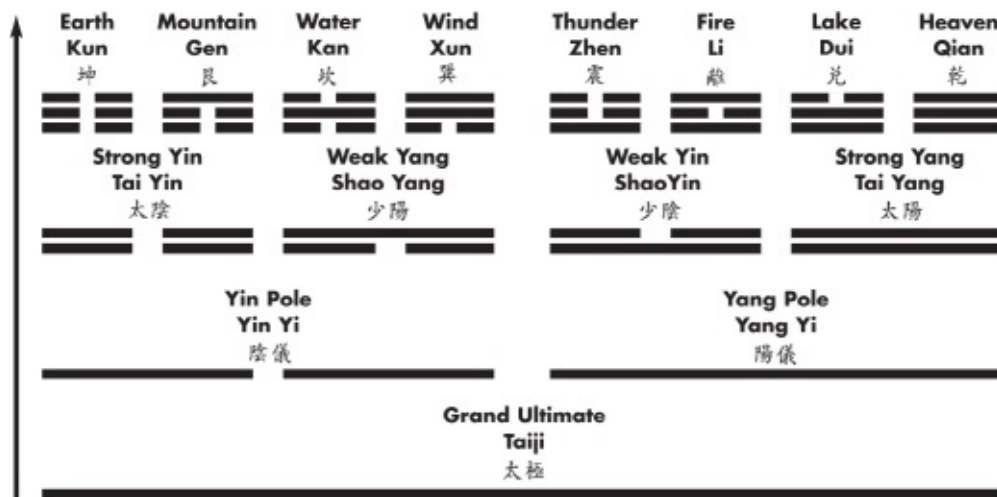 Earth Mountain Water Wind Thunder Fire Lake Heaven
Kun Gen Kan Xun Zhen Li Dui Qian
坤 艮 坎 巽 震 離 兌 乾
Strong Yin Weak Yang Weak Yin Strong Yang
Tai Yin Shao Yang ShaoYin Tai Yang
太陰 少陽 少陰 太陽
Yin Pole Yang Pole
Yin Yi Yang Yi
陰儀 陽儀
Grand Ultimate
Taiji
太極